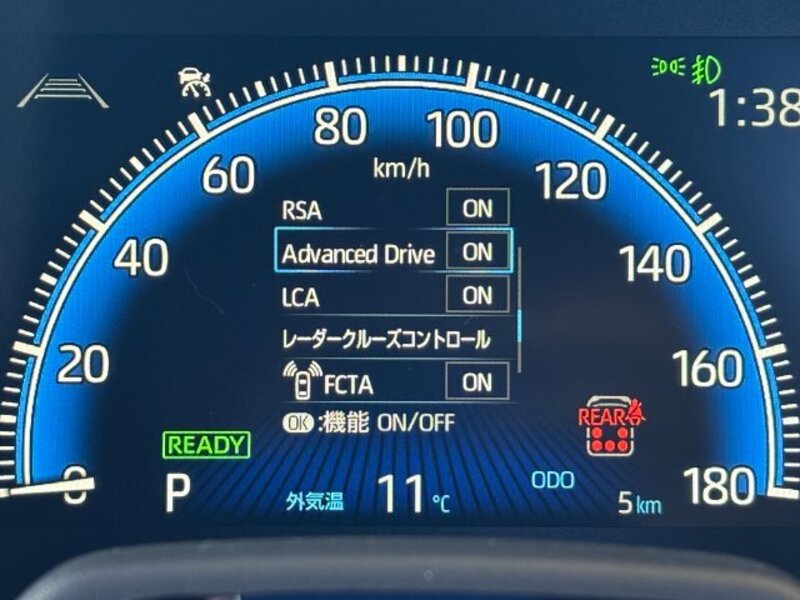 1:38
80
100
km/h
60
120
RSA ON
Advanced Drive ON
40
140
LCA ON
レーダークルーズコントロール
20
160
FCTA ON
OK:機能 ON/OFF
REAR
READY
0
180
P
外気温 11℃
ODO
5km